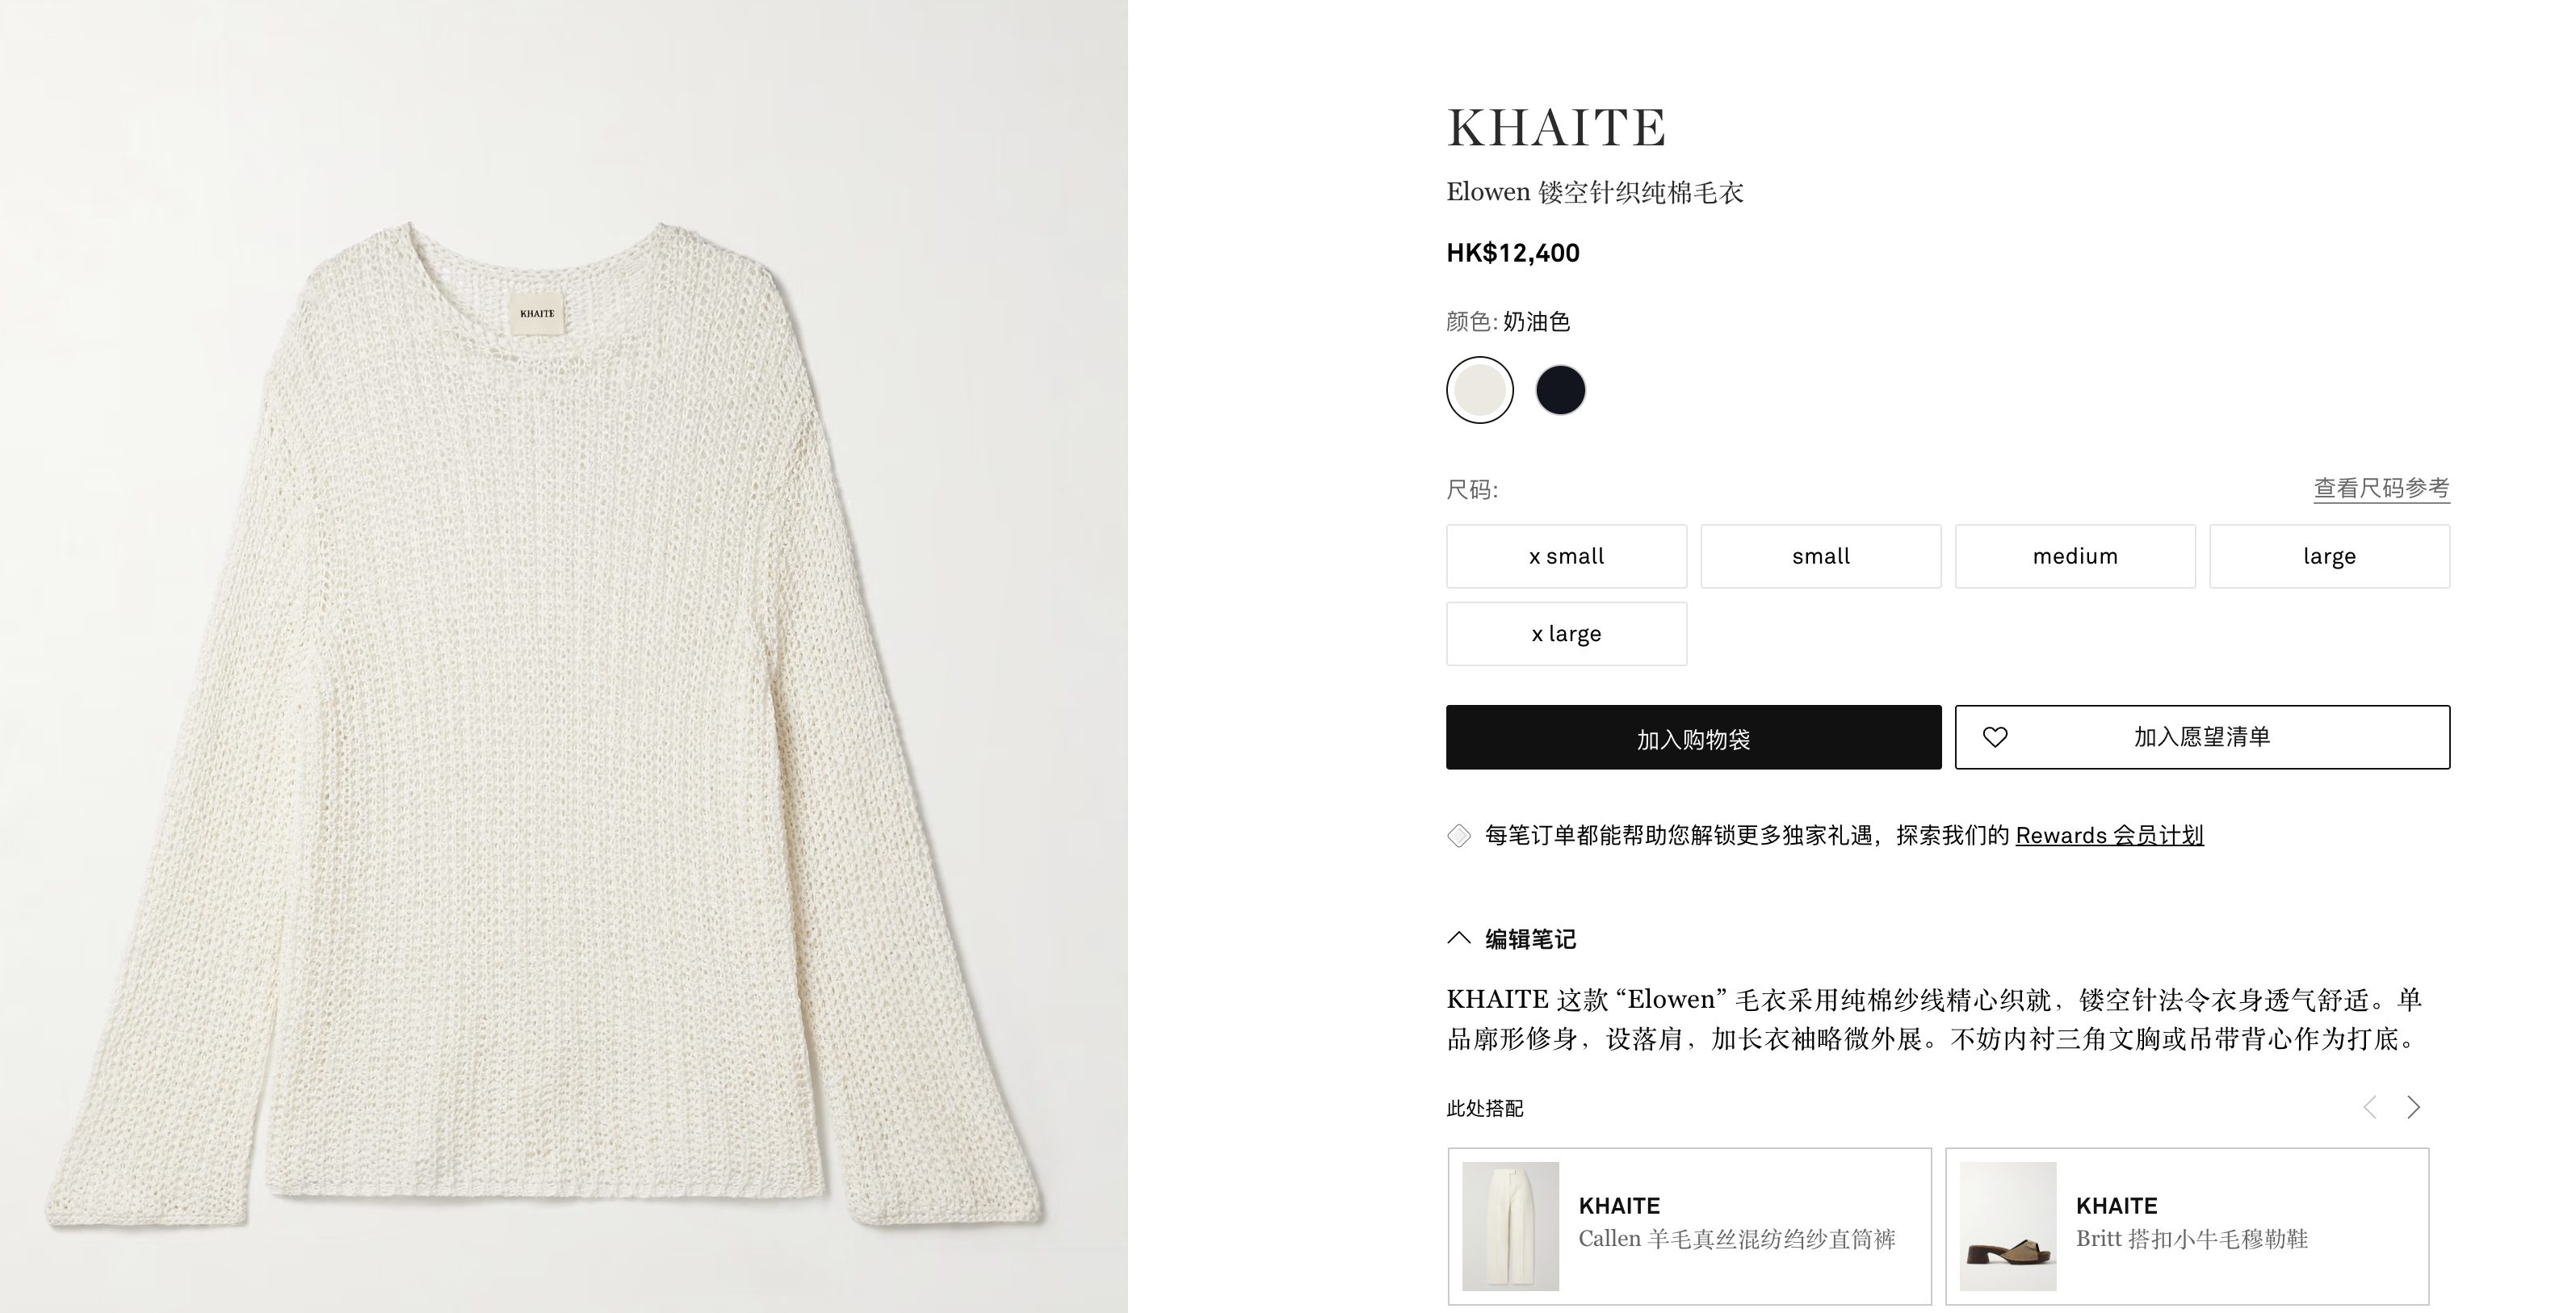 KHAITE
KHAITE
Elowen 镂空针织纯棉毛衣
HK$12,400
颜色: 奶油色
尺码:
查看尺码参考
x small
small
medium
large
x large
加入购物袋
加入愿望清单
每笔订单都能帮助您解锁更多独家礼遇，探索我们的 Rewards 会员计划
编辑笔记
KHAITE 这款 “Elowen” 毛衣采用纯棉纱线精心织就，镂空针法令衣身透气舒适。单
品廓形修身，设落肩，加长衣袖略微外展。不妨内衬三角文胸或吊带背心作为打底。
此处搭配
KHAITE
Callen 羊毛真丝混纺绉纱直筒裤
KHAITE
Britt 搭扣小牛毛穆勒鞋